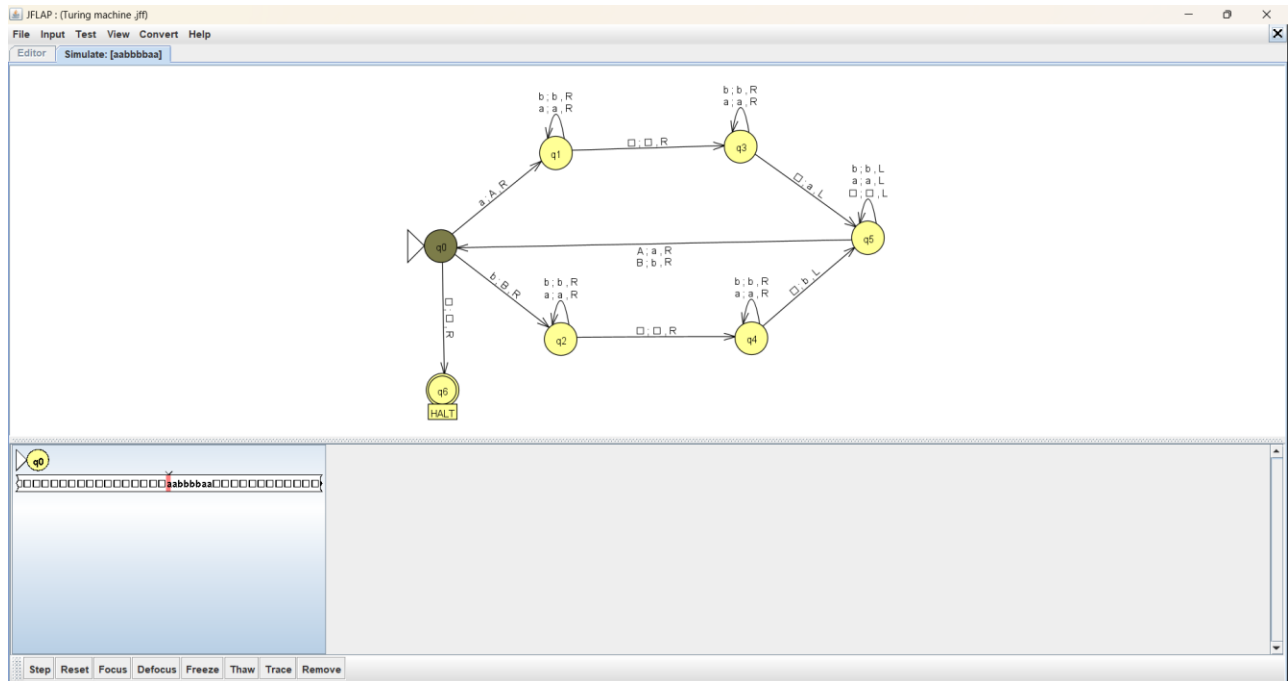 JFLAP : (Turing machine .jff)
File Input Test View Convert Help
Editor Simulate: [aabbbbaa]
b ; b , R
a ; a , R
b ; b , R
a ; a , R
q1
□ ; □ , R
q3
b ; b , L
a ; a , L
□ ; □ , L
a ; A , R
□ ; a , L
q0
q5
A ; a , R
B ; b , R
b ; B , R
b ; b , R
a ; a , R
b ; b , R
a ; a , R
□ ; b , L
□ ; □ , R
q2
□ ; □ , R
q4
q6
HALT
q0
□□□□□□□□□□□□□□□□aabbbbaa□□□□□□□□□□□□
Step Reset Focus Defocus Freeze Thaw Trace Remove